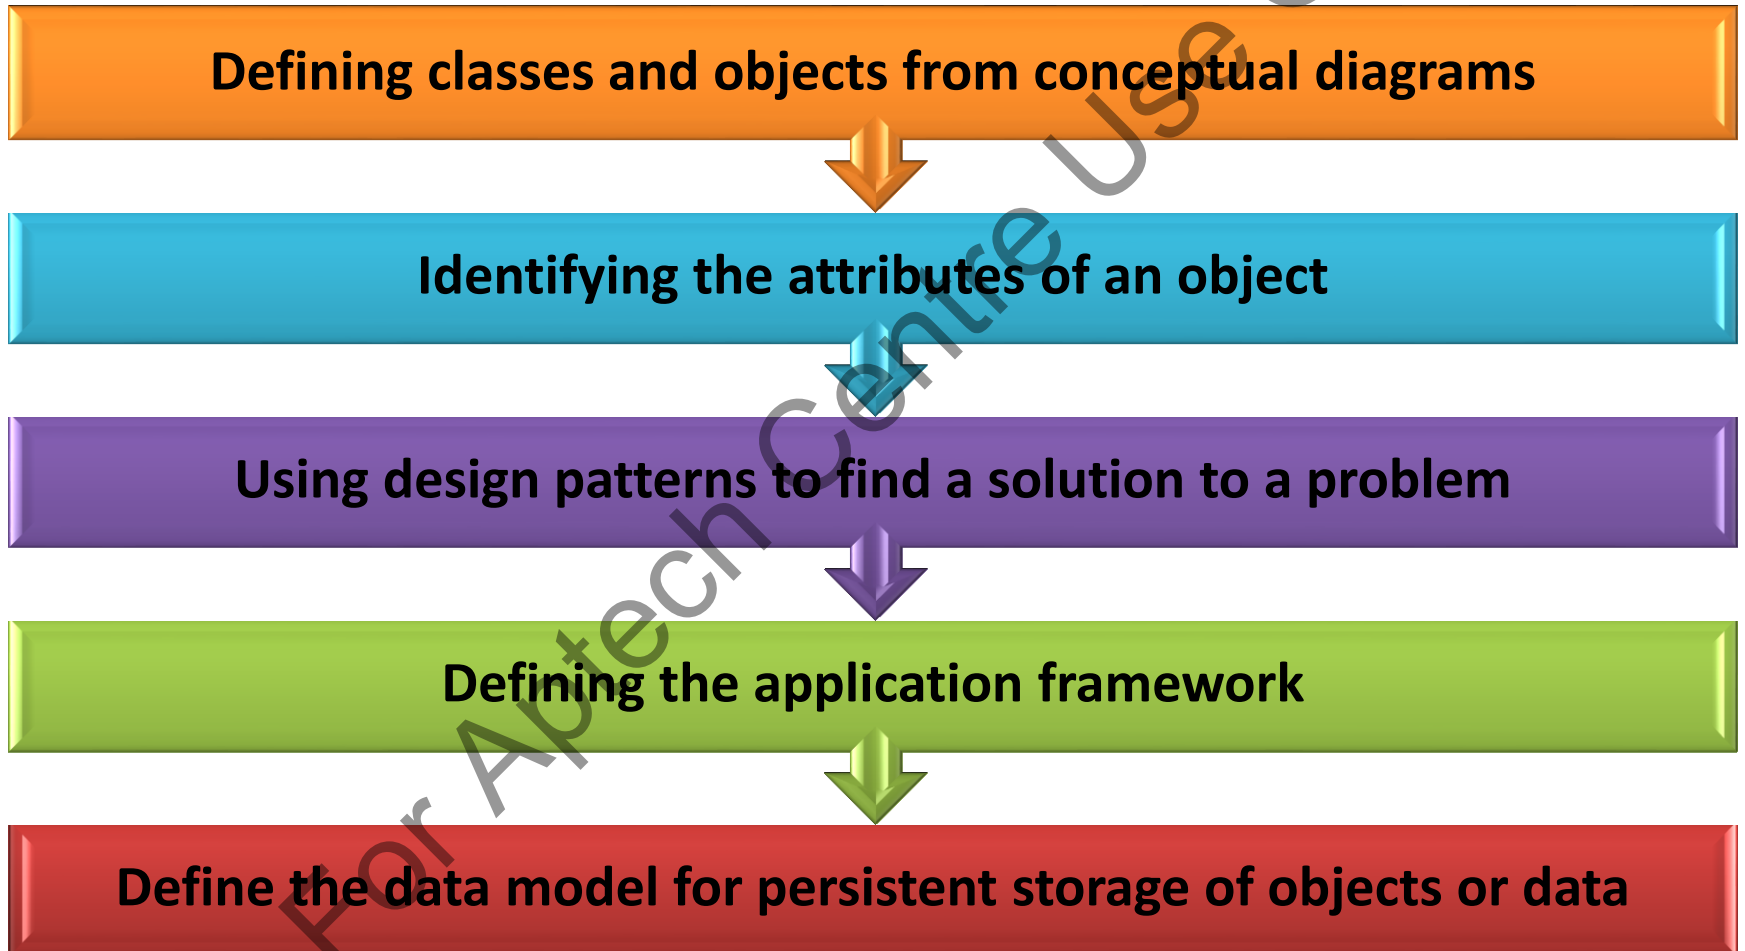 Defining classes and objects from conceptual diagrams
Identifying the attributes of an object
Using design patterns to find a solution to a problem
Defining the application framework
Define the data model for persistent storage of objects or data
For Aptech Centre Use